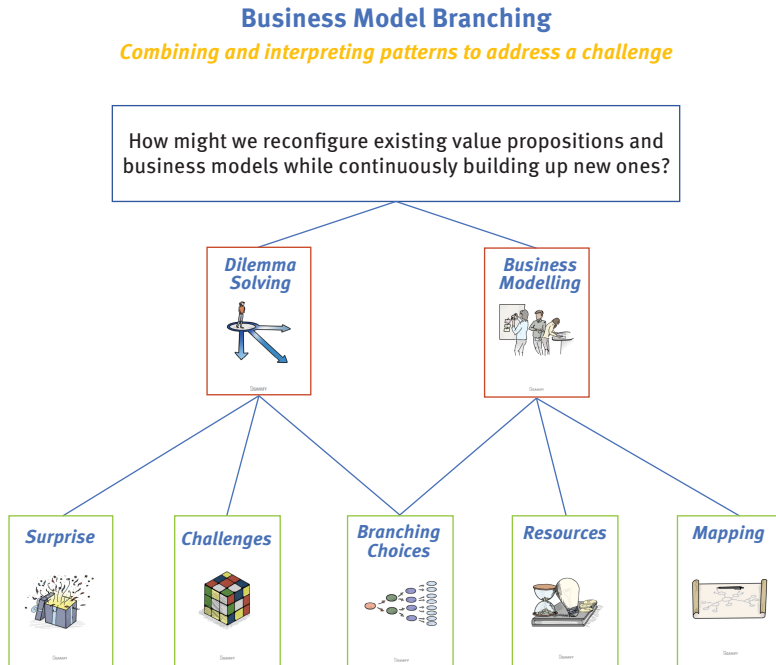 Business Model Branching
Combining and interpreting patterns to address a challenge
How might we reconfigure existing value propositions and
business models while continuously building up new ones?
Dilemma
Solving
Business
Modelling
Surprise
Challenges
Branching
Choices
Resources
Mapping